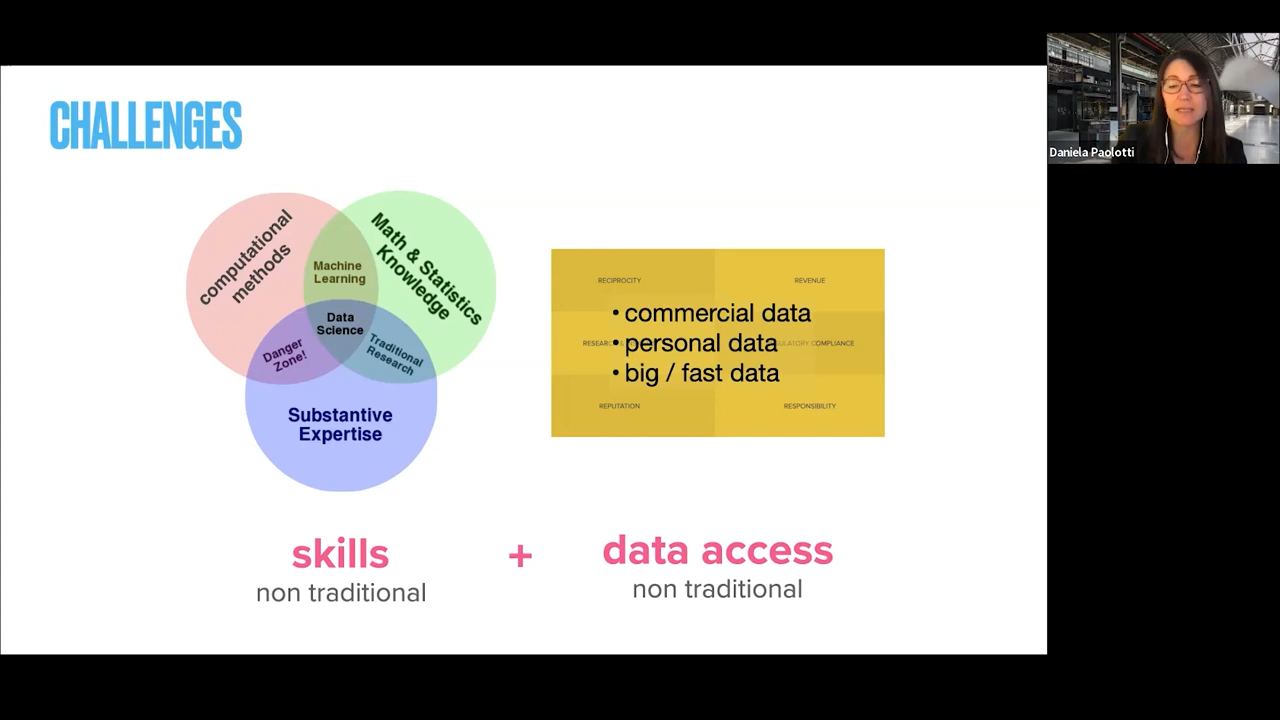 CHALLENGES
computational
methods
Math & Statistics
Knowledge
Machine
Learning
Data
Science
Danger
Zone!
Traditional
Research
Substantive
Expertise
RECIPROCITY
REVENUE
• commercial data
• personal data
COMPLIANCE
• big / fast data
REPUTATION
RESPONSIBILITY
skills
non traditional
+
data access
non traditional
Daniela Paolotti